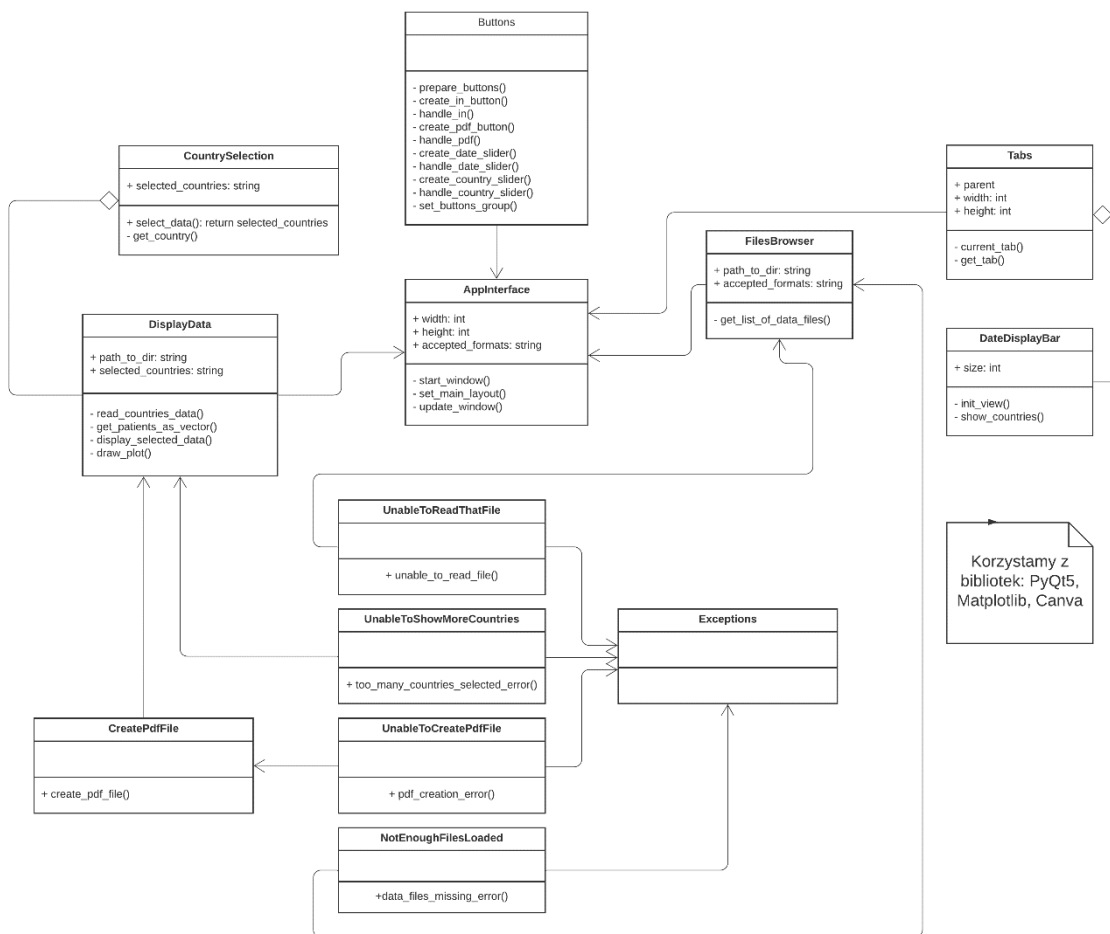 Buttons
- prepare_buttons()
- create_in_button()
- handle_in()
- create_pdf_button()
- handle_pdf()
- create_date_slider()
- handle_date_slider()
- create_country_slider()
- handle_country_slider()
- set_buttons_group()
CountrySelection
+ selected_countries: string
+ select_data(): return selected_countries
- get_country()
Tabs
+ parent
+ width: int
+ height: int
- current_tab()
- get_tab()
FilesBrowser
+ path_to_dir: string
+ accepted_formats: string
- get_list_of_data_files()
AppInterface
+ width: int
+ height: int
+ accepted_formats: string
- start_window()
- set_main_layout()
- update_window()
DisplayData
+ path_to_dir: string
+ selected_countries: string
- read_countries_data()
- get_patients_as_vector()
- display_selected_data()
- draw_plot()
DateDisplayBar
+ size: int
- init_view()
- show_countries()
UnableToReadThatFile
+ unable_to_read_file()
Korzystamy z
bibliotek: PyQt5,
Matplotlib, Canva
UnableToShowMoreCountries
+ too_many_countries_selected_error()
Exceptions
CreatePdfFile
+ create_pdf_file()
UnableToCreatePdfFile
+ pdf_creation_error()
NotEnoughFilesLoaded
+data_files_missing_error()